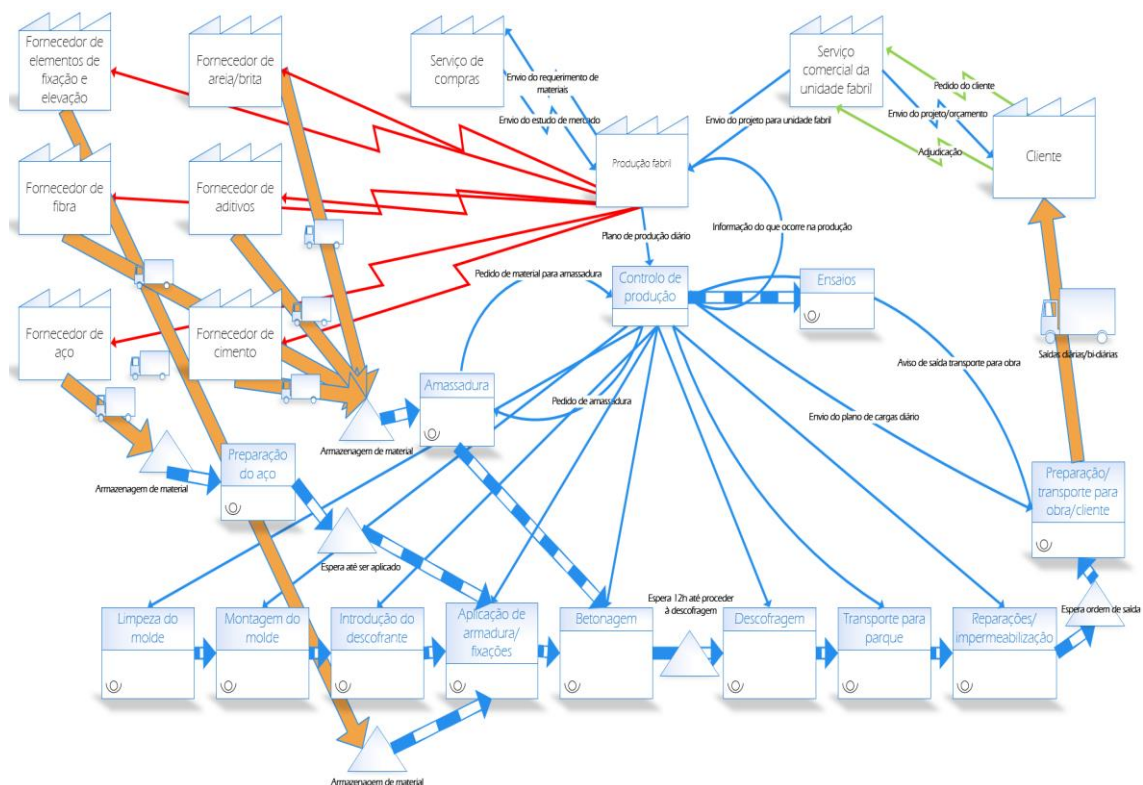 Fornecedor de
elementos de
fixação e
elevação
Fornecedor de
areia/brita
Serviço de
compras
Envio do requerimento de
materiais
Envio do estudo de mercado
Serviço
comercial da
unidade fabril
Pedido do cliente
Envio do projeto/orçamento
Envio do projeto para unidade fabril
Adjudicação
Cliente
Produção fabril
Fornecedor de
fibra
Fornecedor de
aditivos
Plano de produção diário
Informação do que ocorre na produção
Pedido de material para amassadura
Controlo de
produção
Ensaios
Fornecedor de
aço
Fornecedor de
cimento
Saídas diárias/bi-diárias
Aviso de saída transporte para obra
Amassadura
Pedido de amassadura
Envio do plano de cargas diário
Armazenagem de material
Preparação
do aço
Armazenagem de material
Preparação/
transporte para
obra/cliente
Espera até ser aplicado
Espera 12h até proceder
à descofragem
Espera ordem de saída
Limpeza do
molde
Montagem do
molde
Introdução do
descofrante
Aplicação de
armadura/
fixações
Betonagem
Descofragem
Transporte para
parque
Reparações/
impermeabilização
Armazenagem de material